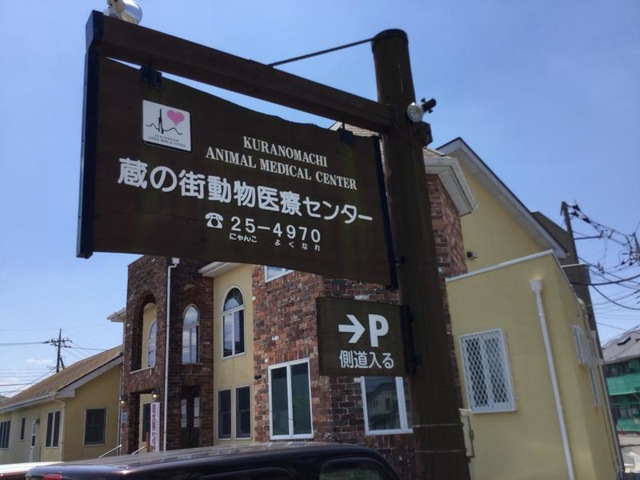 KURANOMACHI
ANIMAL MEDICAL CENTER
蔵の街動物医療センター
☎25-4970
にゃんこ よくなれ
→P
側道入る